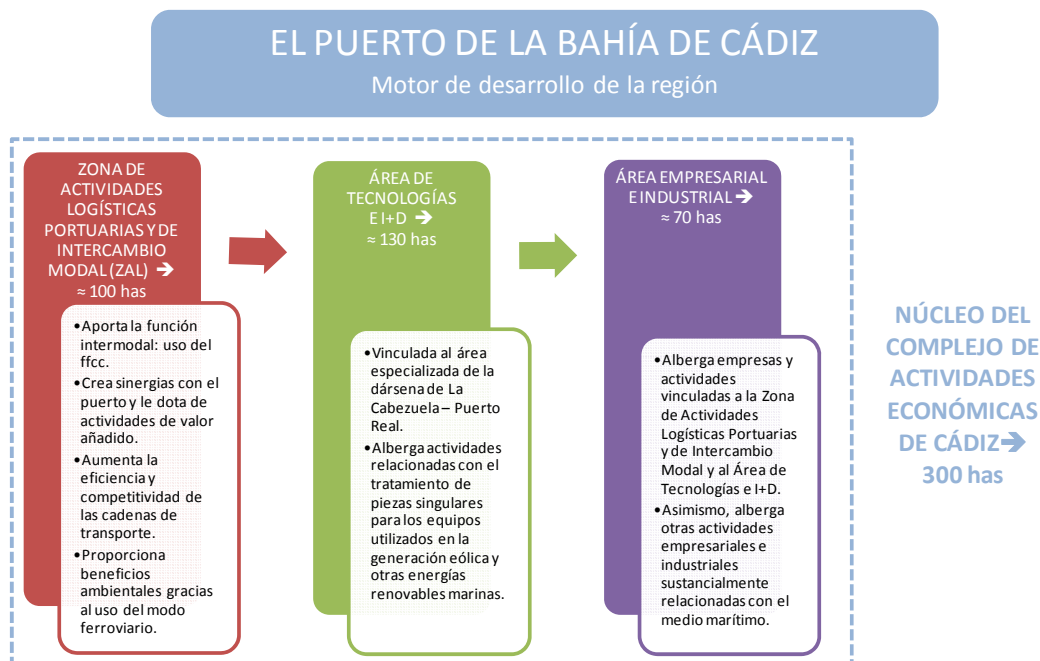 EL PUERTO DE LA BAHÍA DE CÁDIZ
Motor de desarrollo de la región
ZONA DE
ACTIVIDADES
LOGÍSTICAS
PORTUARIAS Y DE
INTERCAMBIO
MODAL (ZAL) ➔
≈ 100 has
•Aporta la función
intermodal: uso del
ffcc.
•Crea sinergias con el
puerto y le dota de
actividades de valor
añadido.
•Aumenta la
eficiencia y
competitividad de
las cadenas de
transporte.
•Proporciona
beneficios
ambientales gracias
al uso del modo
ferroviario.
ÁREA DE
TECNOLOGÍAS
E I+D ➔
≈ 130 has
•Vinculada al área
especializada de la
dársena de La
Cabezuela – Puerto
Real.
•Alberga actividades
relacionadas con el
tratamiento de
piezas singulares
para los equipos
utilizados en la
generación eólica y
otras energías
renovables marinas.
ÁREA EMPRESARIAL
E INDUSTRIAL ➔
≈ 70 has
•Alberga empresas y
actividades
vinculadas a la Zona
de Actividades
Logísticas Portuarias
y de Intercambio
Modal y al Área de
Tecnologías e I+D.
•Asimismo, alberga
otras actividades
empresariales e
industriales
sustancialmente
relacionadas con el
medio marítimo.
NÚCLEO DEL
COMPLEJO DE
ACTIVIDADES
ECONÓMICAS
DE CÁDIZ➔
300 has